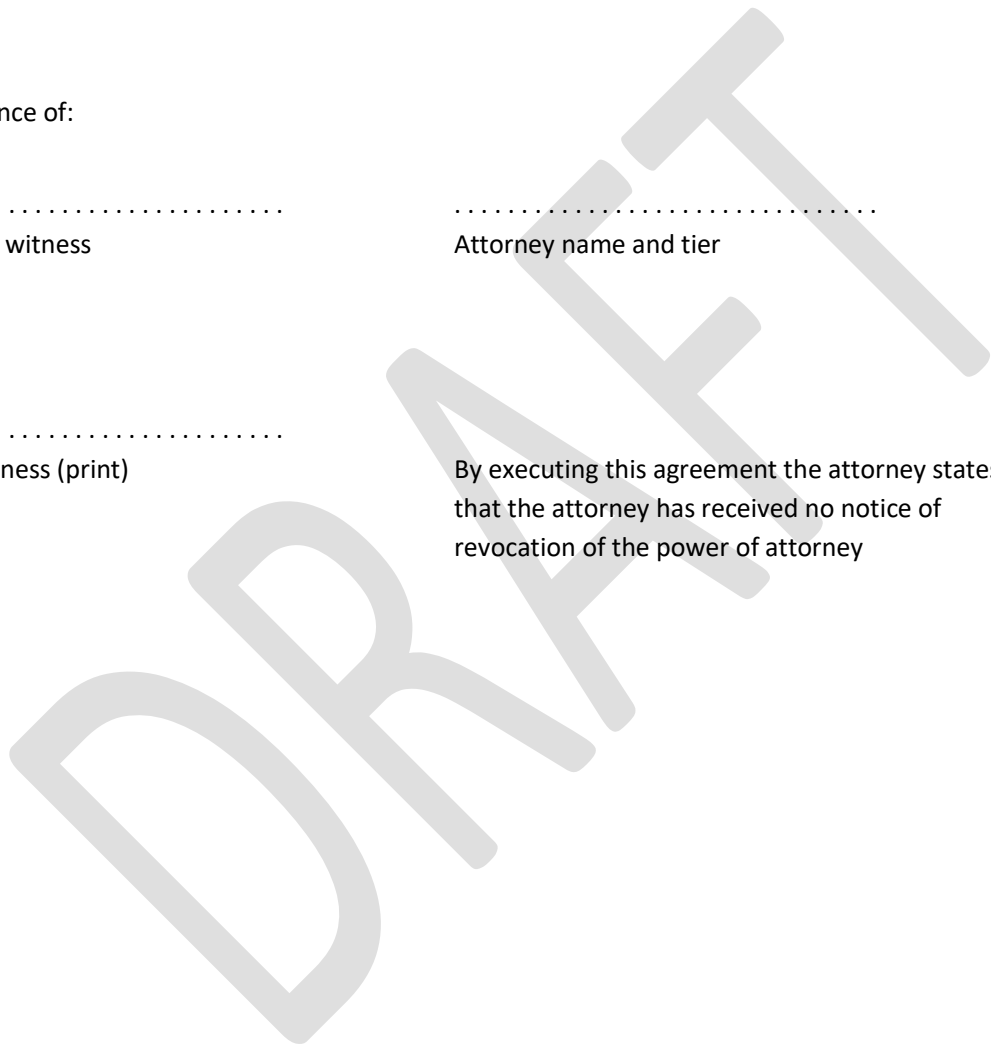 nce of:
. . . . . . . . . . . . . . . . . . . . . . . . . . . . . . . . . . . . . . . . . . . . . . . . . . . . .
witness Attorney name and tier
. . . . . . . . . . . . . . . . . . . . .
ness (print) By executing this agreement the attorney states
that the attorney has received no notice of
revocation of the power of attorney
DRAFT